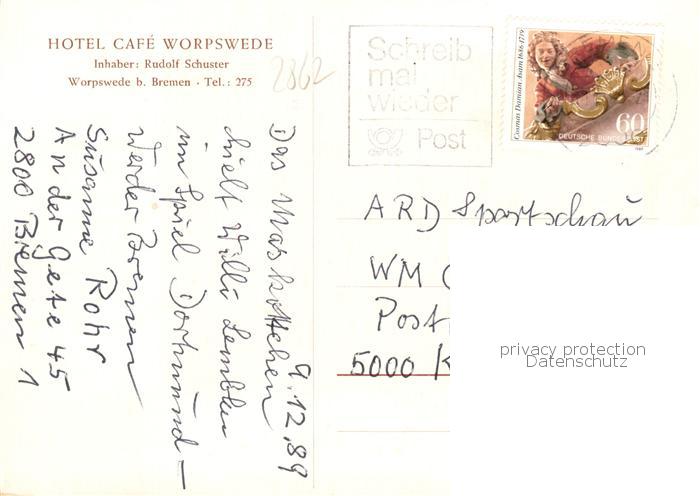 HOTEL CAFÉ WORPSWEDE
Inhaber: Rudolf Schuster
Worpswede b. Bremen · Tel.: 275
2862
Schreib
mal
wieder
Post
Cosmas Damian Asam 1686-1739
60
DEUTSCHE BUNDESPOST
9.12.89
Das Maskottchen
hielt Willi Lembke
im Spiel Dortmund –
Werder Bremen
Susanne Rohr
An der Gete 45
2800 Bremen 1
ARD Sportschau
WM
Post
5000 K
privacy protection
Datenschutz